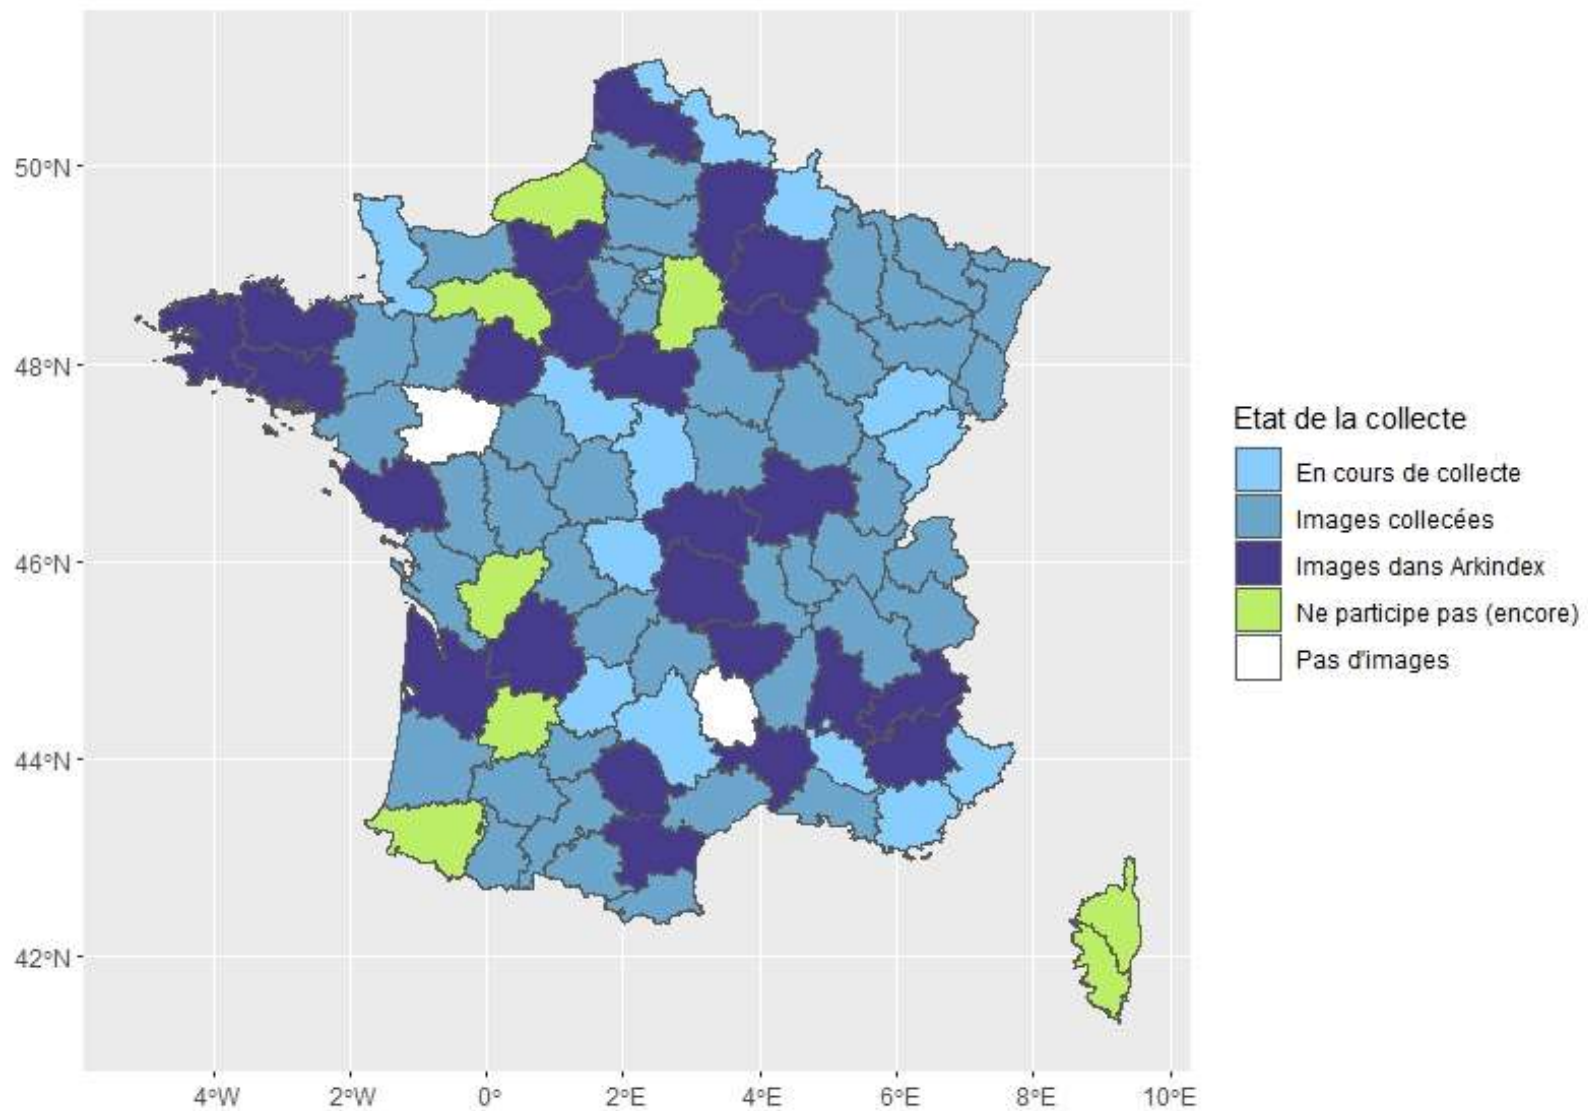 50°N
48°N
46°N
44°N
42°N
4°W
2°W
0°
2°E
4°E
6°E
8°E
10°E
Etat de la collecte
En cours de collecte
Images collecées
Images dans Arkindex
Ne participe pas (encore)
Pas d'images